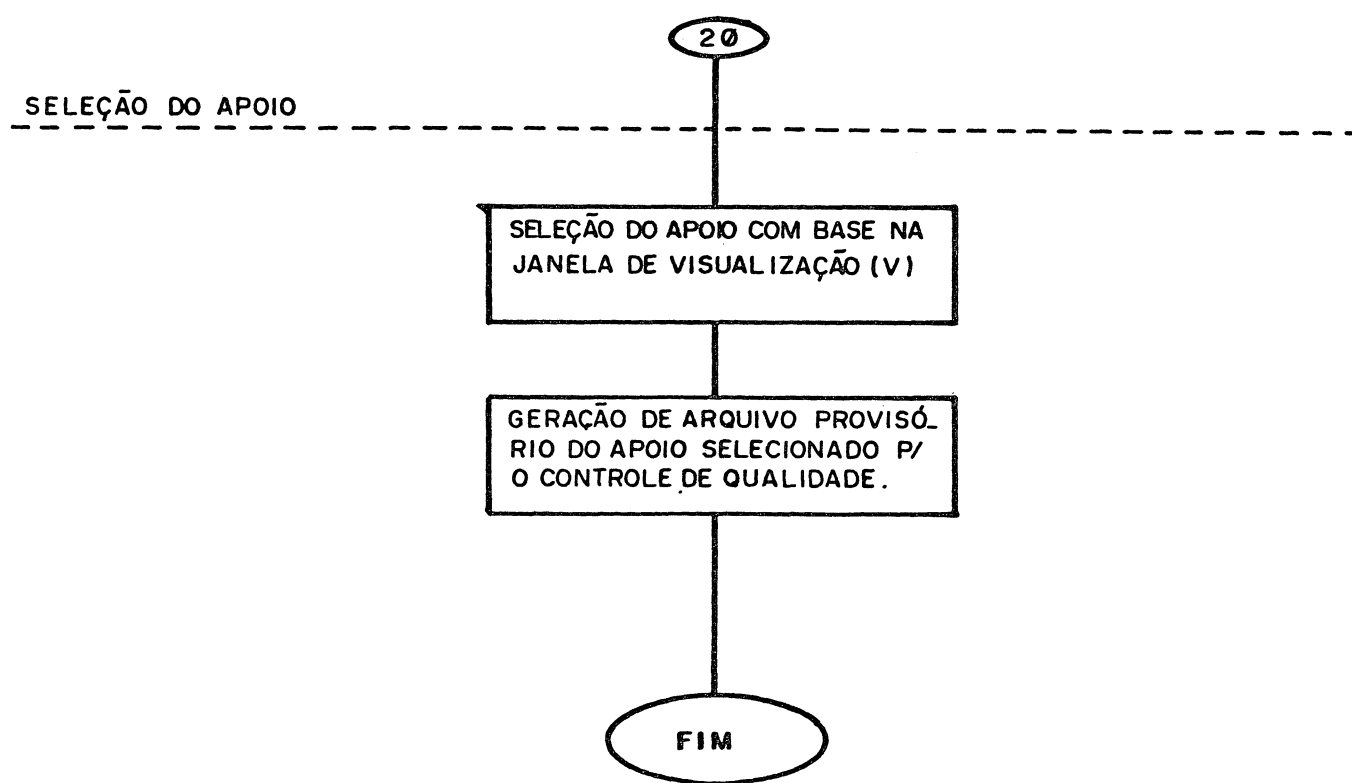 20
SELEÇÃO DO APOIO
SELEÇÃO DO APOIO COM BASE NA
JANELA DE VISUALIZAÇÃO (V)
GERAÇÃO DE ARQUIVO PROVISÓ_
RIO DO APOIO SELECIONADO P/
O CONTROLE DE QUALIDADE.
FIM